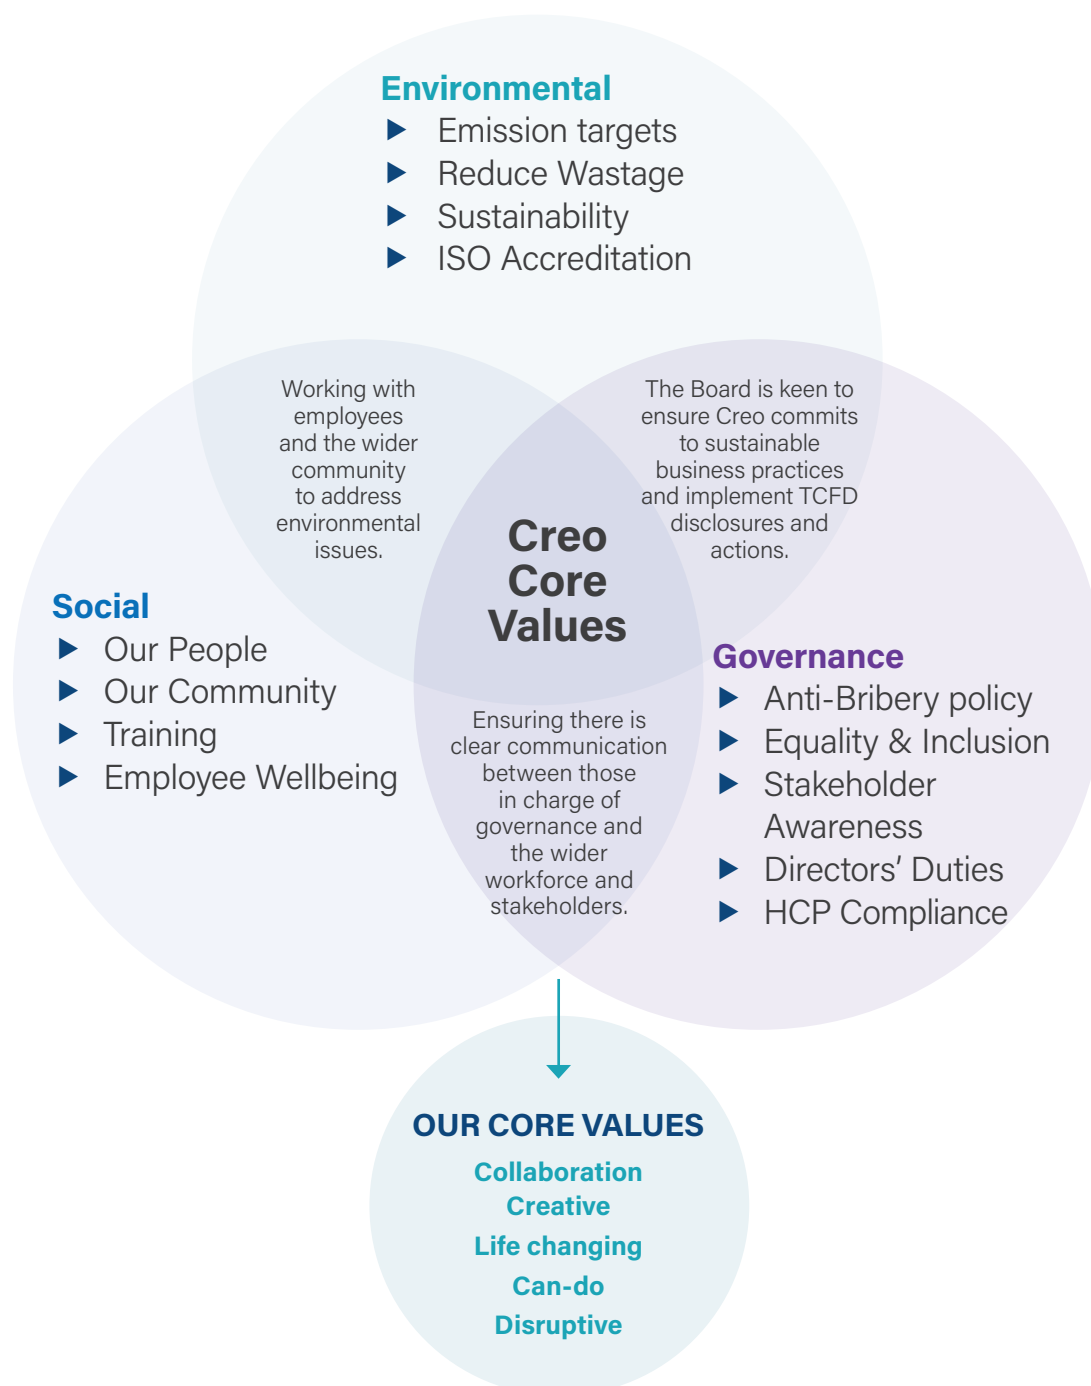 Environmental
▶ Emission targets
▶ Reduce Wastage
▶ Sustainability
▶ ISO Accreditation
Working with
employees
and the wider
community
to address
environmental
issues.
The Board is keen to
ensure Creo commits
to sustainable
business practices
and implement TCFD
disclosures and
actions.
Creo
Core
Values
Social
▶ Our People
▶ Our Community
▶ Training
▶ Employee Wellbeing
Governance
▶ Anti-Bribery policy
▶ Equality & Inclusion
▶ Stakeholder
Awareness
▶ Directors’ Duties
▶ HCP Compliance
Ensuring there is
clear communication
between those
in charge of
governance and
the wider
workforce and
stakeholders.
OUR CORE VALUES
Collaboration
Creative
Life changing
Can-do
Disruptive